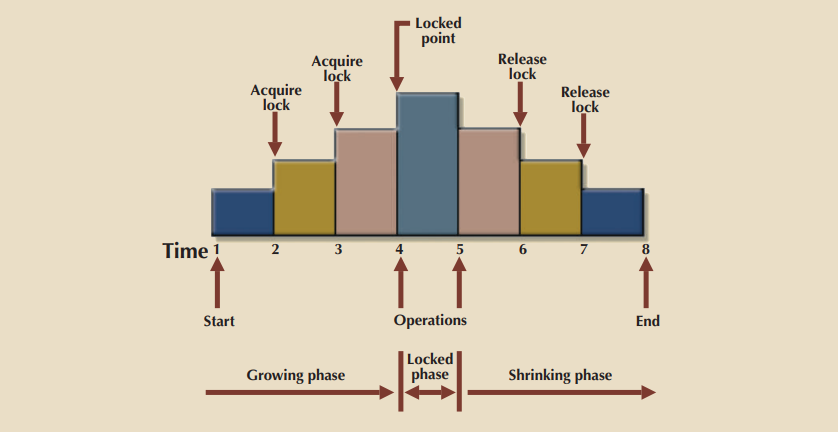 Locked
point
Acquire
lock
Release
lock
Acquire
lock
Release
lock
Time 1 2 3 4 5 6 7 8
Start
Operations
End
Growing phase
Locked
phase
Shrinking phase